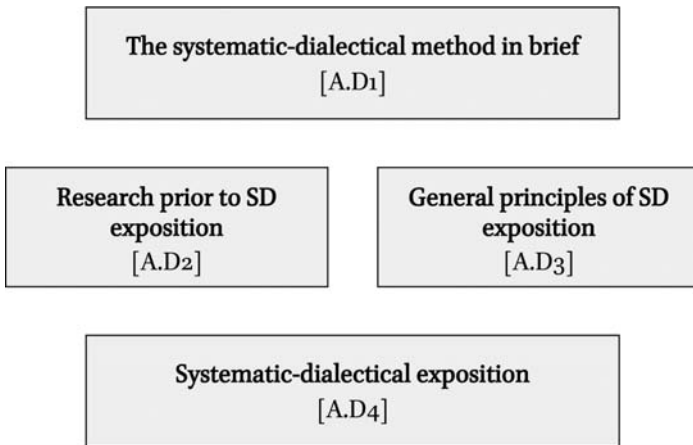 The systematic-dialectical method in brief
[A.D1]
Research prior to SD
exposition
[A.D2]
General principles of SD
exposition
[A.D3]
Systematic-dialectical exposition
[A.D4]